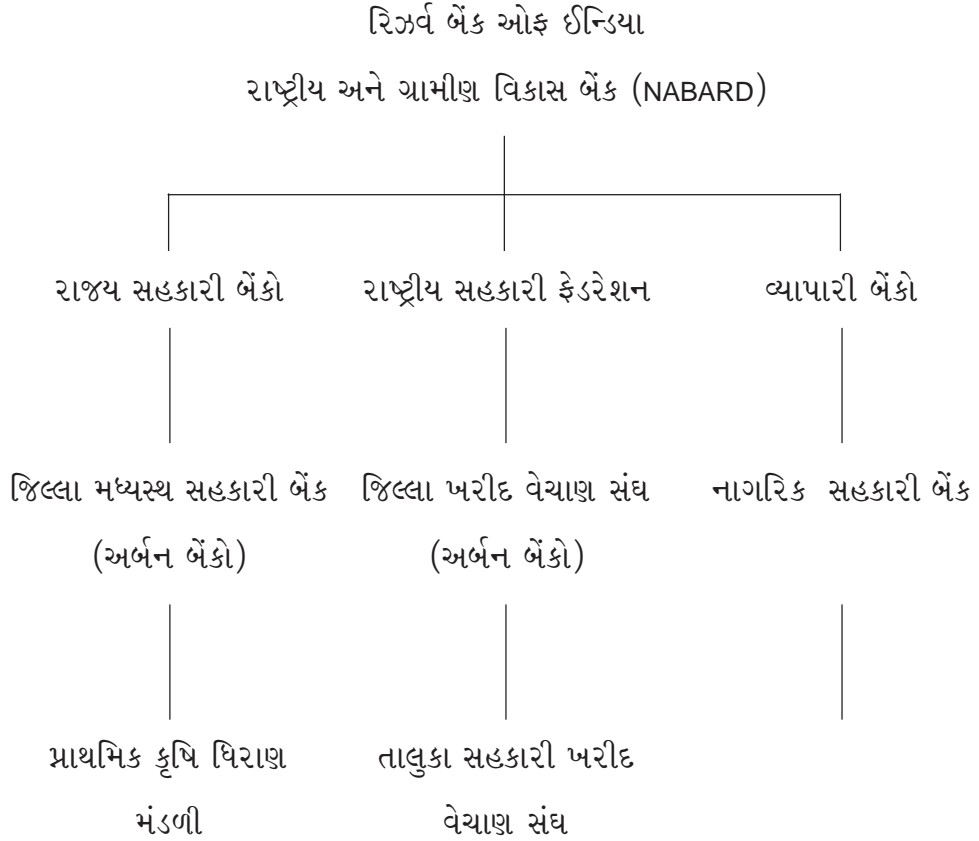 રિઝર્વ બેંક ઓફ ઈન્ડિયા
રાષ્ટ્રીય અને ગ્રામીણ વિકાસ બેંક (NABARD)
રાજય સહકારી બેંકો રાષ્ટ્રીય સહકારી ફેડરેશન વ્યાપારી બેંકો
જિલ્લા મધ્યસ્થ સહકારી બેંક જિલ્લા ખરીદ વેચાણ સંઘ નાગરિક સહકારી બેંક
(અર્બન બેંકો) (અર્બન બેંકો)
પ્રાથમિક કૃષિ ધિરાણ તાલુકા સહકારી ખરીદ
મંડળી વેચાણ સંઘ